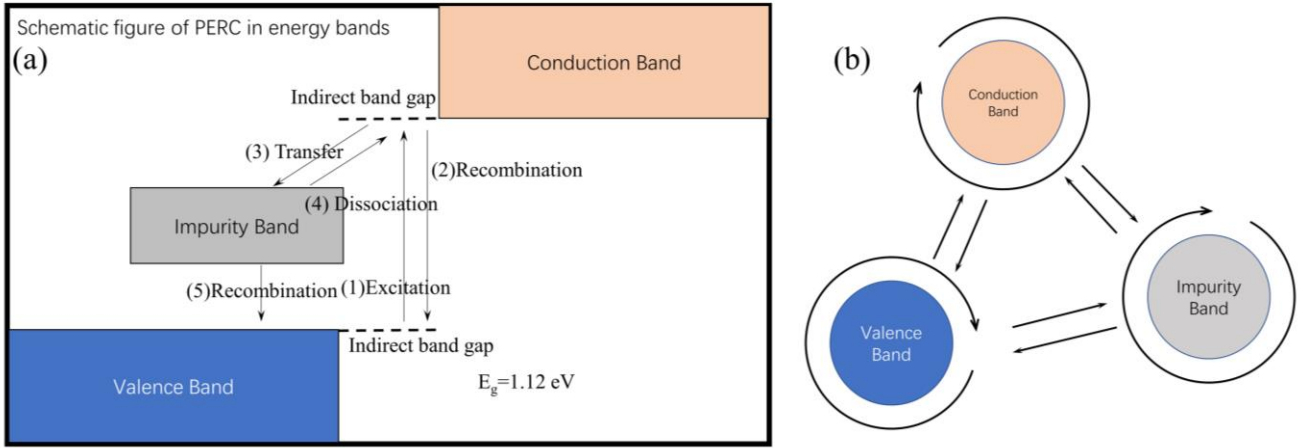 Schematic figure of PERC in energy bands
(a)
Conduction Band
Indirect band gap
(3) Transfer
(2)Recombination
(4) Dissociation
Impurity Band
(5)Recombination
(1)Excitation
Indirect band gap
Valence Band
Eg=1.12 eV
(b)
Conduction
Band
Impurity
Band
Valence
Band